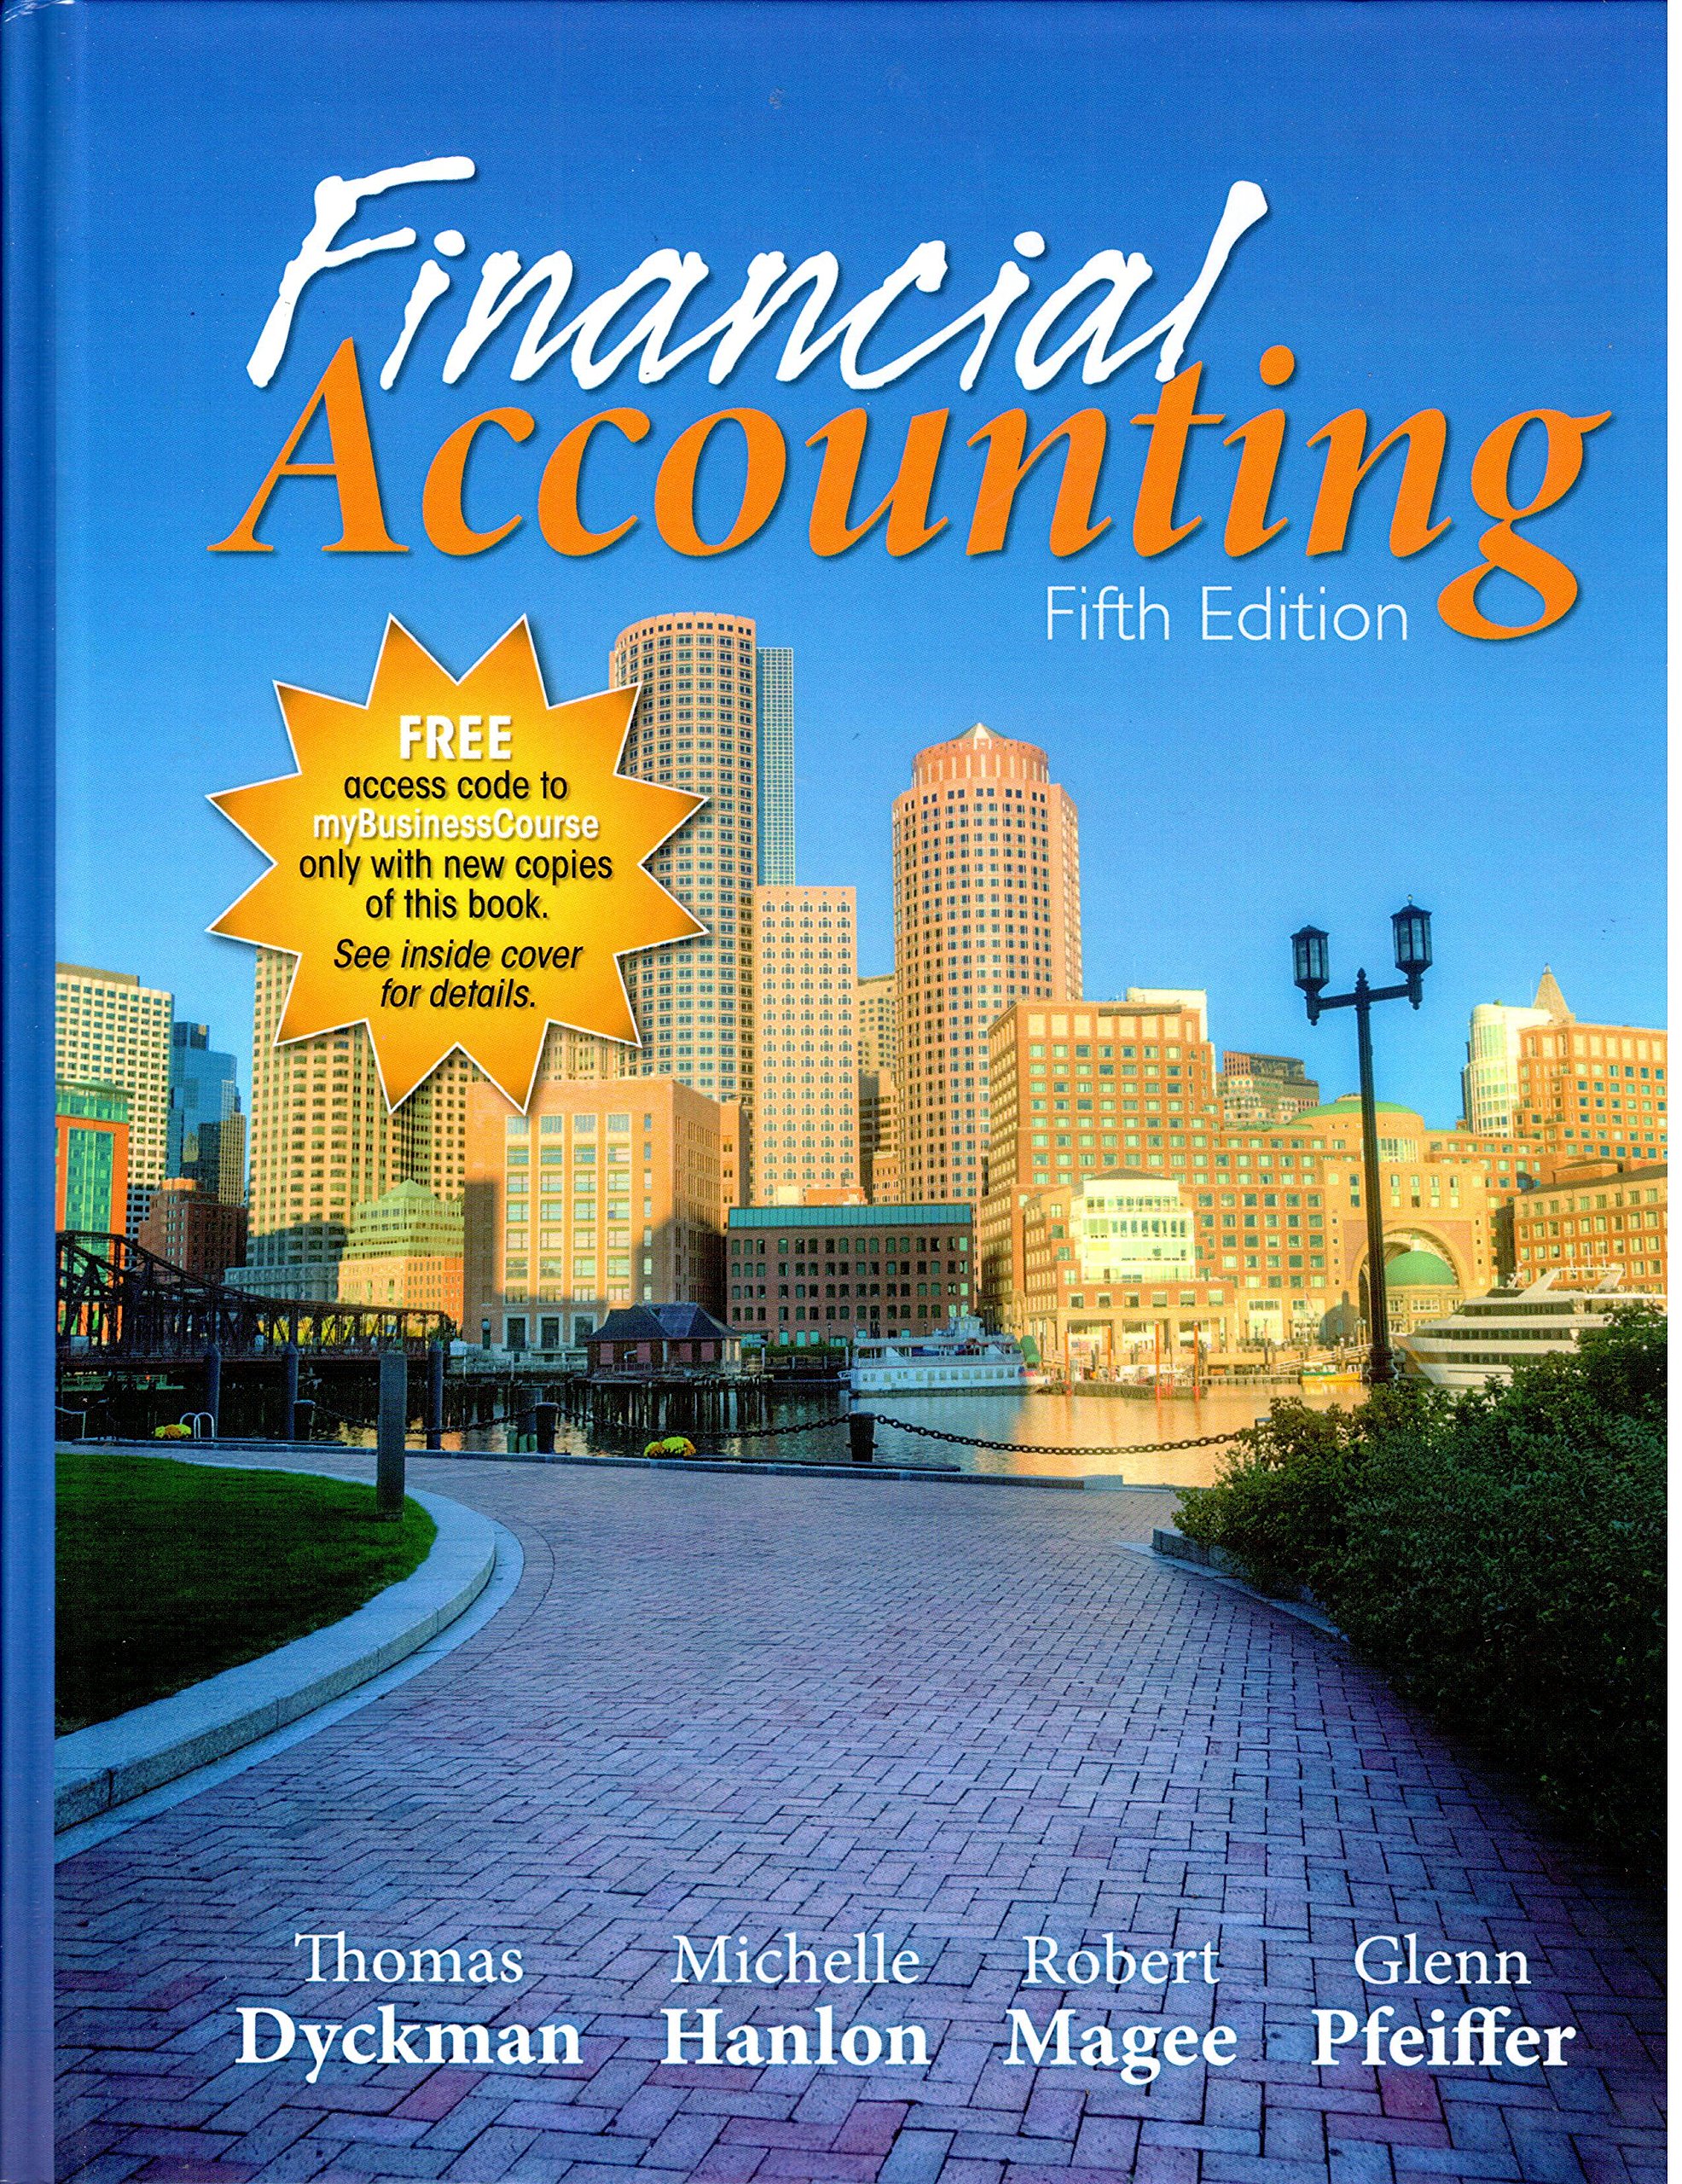 Financial
Accounting
Fifth Edition
FREE
access code to
myBusinessCourse
only with new copies
of this book.
See inside cover
for details.
Thomas Michelle Robert Glenn
Dyckman Hanlon Magee Pfeiffer